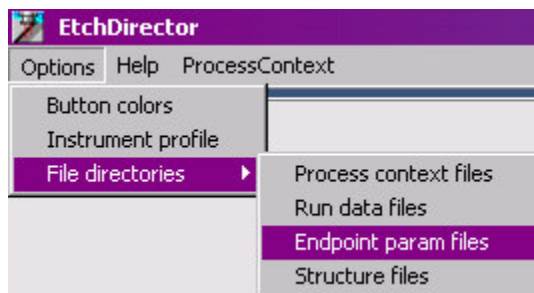 EtchDirector
Options Help ProcessContext
Button colors
Instrument profile
File directories
Process context files
Run data files
Endpoint param files
Structure files